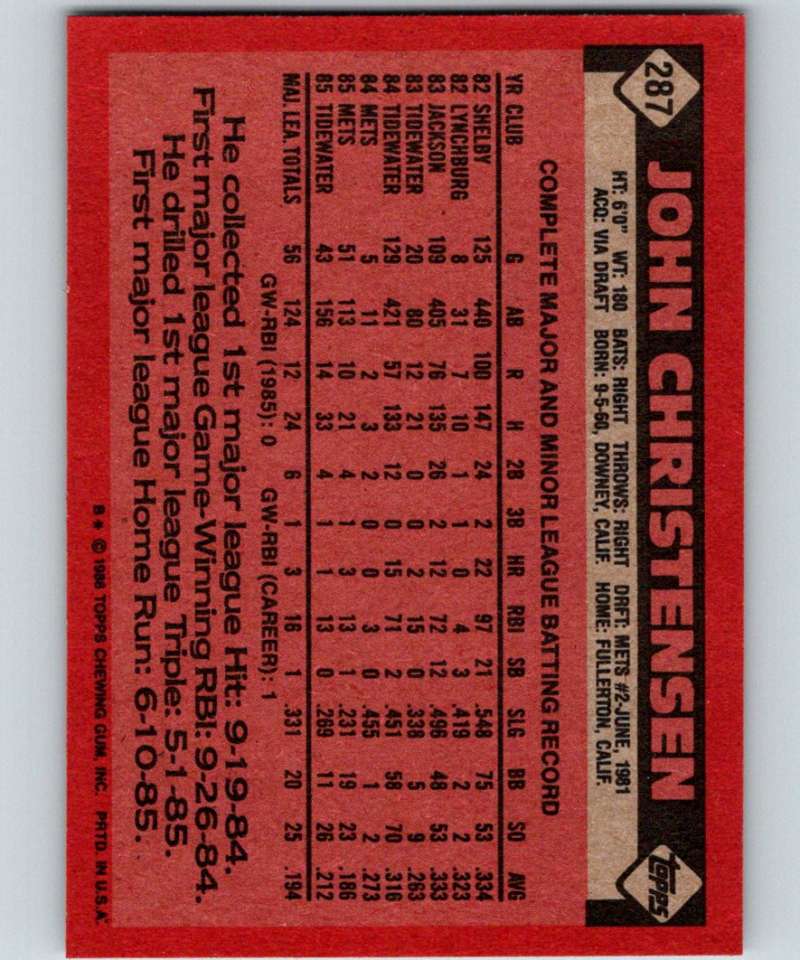 287
JOHN CHRISTENSEN
topps
HT: 6'0" WT: 180 BATS: RIGHT THROWS: RIGHT DRFT: METS #2-JUNE, 1981
ACQ: VIA DRAFT BORN: 9-5-60, DOWNEY, CALIF. HOME: FULLERTON, CALIF.
COMPLETE MAJOR AND MINOR LEAGUE BATTING RECORD
YR CLUB G AB R H 2B 3B HR RBI SB SLG BB SO AVG
82 SHELBY 125 440 100 147 24 2 22 97 21 .548 75 53 .334
82 LYNCHBURG 8 31 7 10 1 1 0 4 3 .419 2 2 .323
83 JACKSON 109 405 76 135 26 2 12 72 12 .496 48 53 .333
83 TIDEWATER 20 80 12 21 0 0 2 15 0 .338 5 9 .263
84 TIDEWATER 129 421 57 133 12 0 15 71 2 .451 58 70 .316
84 METS 5 11 2 3 2 0 0 3 0 .455 1 2 .273
85 METS 51 113 10 21 4 1 3 13 1 .231 19 23 .186
85 TIDEWATER 43 156 14 33 4 1 1 13 0 .269 11 26 .212
MAJ. LEA. TOTALS 56 124 12 24 6 1 3 16 1 .331 20 25 .194
GW-RBI (1985): 0 GW-RBI (CAREER): 1
He collected 1st major league Hit: 9-19-84.
First major league Game-Winning RBI: 9-26-84.
He drilled 1st major league Triple: 5-1-85.
First major league Home Run: 6-10-85.
B* © 1986 TOPPS CHEWING GUM, INC. PRTD. IN U.S.A.